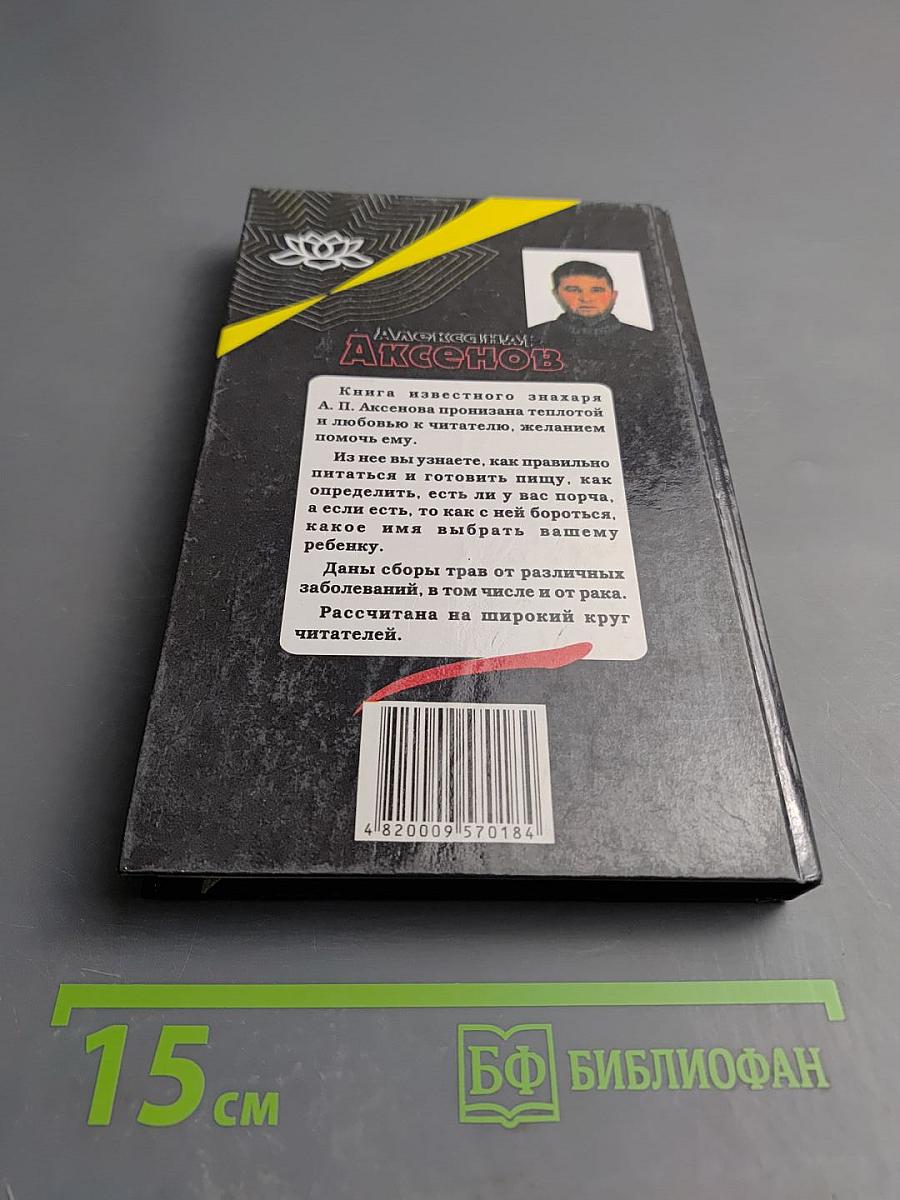 Александр
Аксенов
Книга известного знахаря
А. П. Аксенова пронизана теплотой
и любовью к читателю, желанием
помочь ему.
Из нее вы узнаете, как правильно
питаться и готовить пищу, как
определить, есть ли у вас порча,
а если есть, то как с ней бороться,
какое имя выбрать вашему
ребенку.
Даны сборы трав от различных
заболеваний, в том числе и от рака.
Рассчитана на широкий круг
читателей.
4 820009 570184
15 см
БФ БИБЛИОФАН